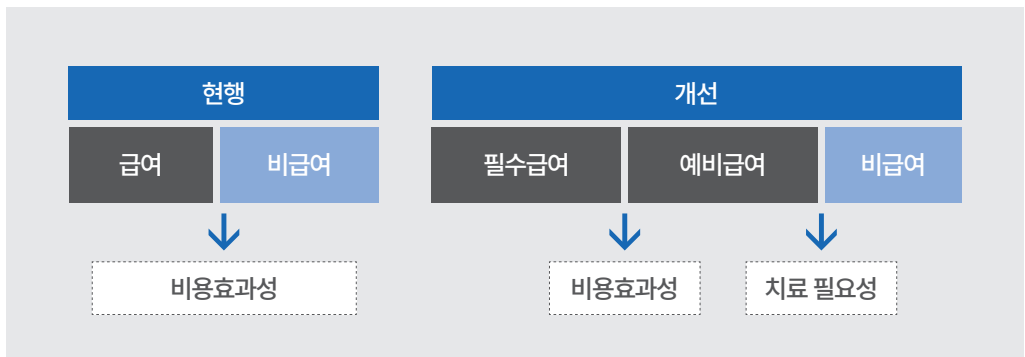 현행
개선
급여
비급여
필수급여
예비급여
비급여
비용효과성
비용효과성
치료 필요성